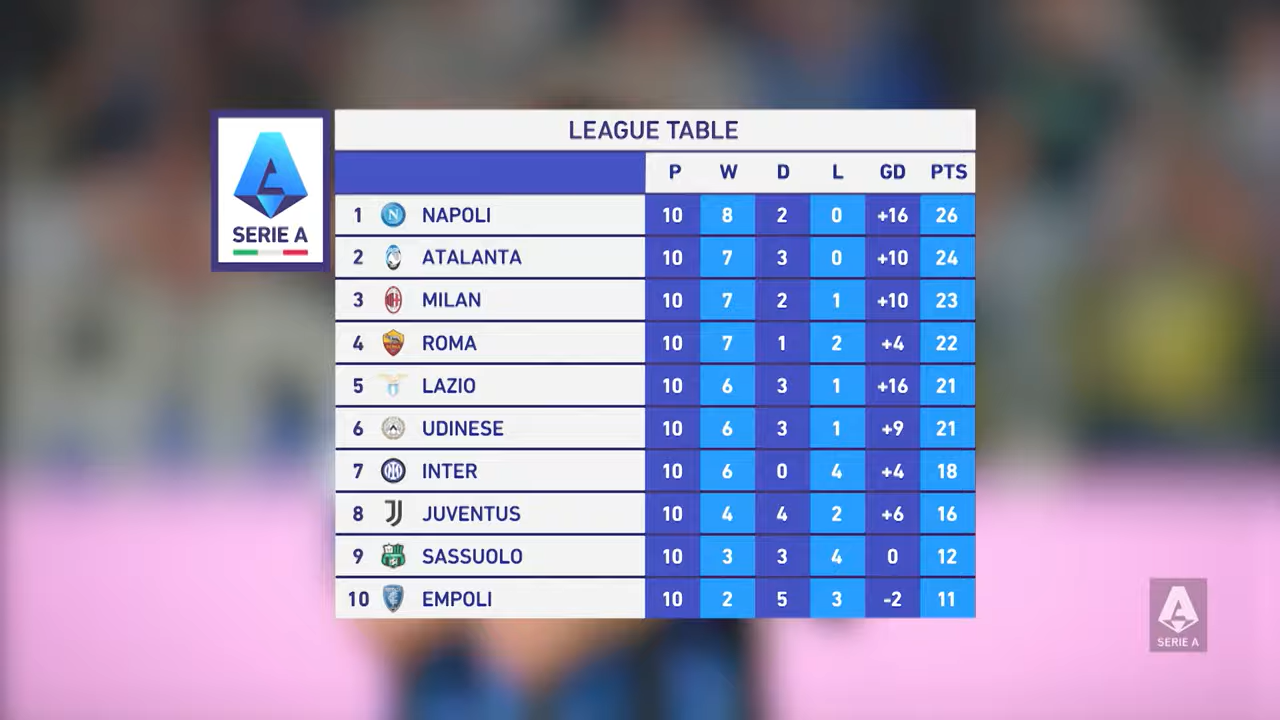 LEAGUE TABLE
P W D L GD PTS
1 N NAPOLI 10 8 2 0 +16 26
2 ATALANTA 10 7 3 0 +10 24
SERIE A
3 MILAN 10 7 2 1 +10 23
4 ROMA 10 7 1 2 +4 22
5 LAZIO 10 6 3 1 +16 21
6 UDINESE 10 6 3 1 +9 21
7 INTER 10 6 0 4 +4 18
8 JUVENTUS 10 4 4 2 +6 16
9 SASSUOLO 10 3 3 4 0 12
10 EMPOLI 10 2 5 3 -2 11
SERIE A